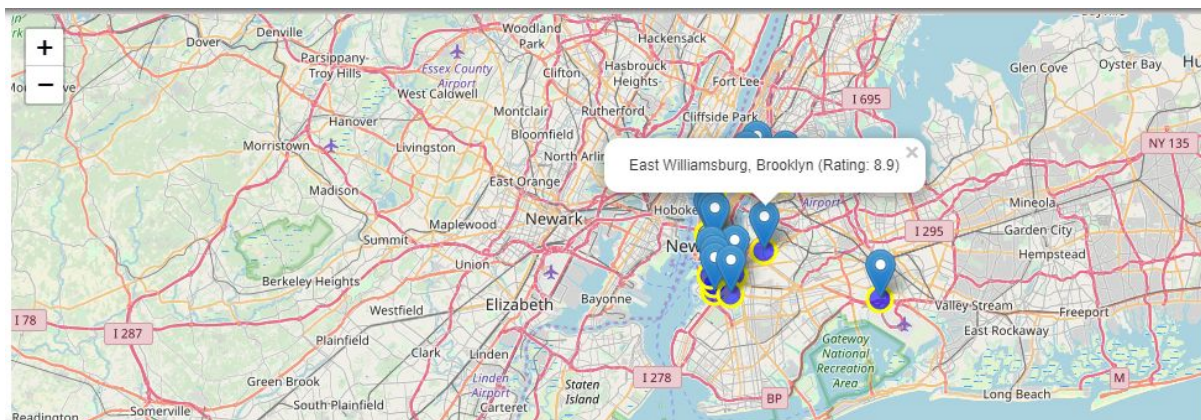 +
−
Dover
Denville
Parsippany-
Troy Hills
Woodland
Park
Essex County
Airport
West Caldwell
Clifton
Hackensack
Hasbrouck
Heights
Fort Lee
Montclair
Rutherford
Cliffside Park
I 695
Glen Cove
Oyster Bay
Hanover
Morristown
Livingston
Bloomfield
North Arlin
East Orange
×
East Williamsburg, Brooklyn (Rating: 8.9)
NY 135
Madison
Maplewood
Newark
Hoboke
Airport
Mineola
Garden City
Hempstead
I 295
Summit
Union
Berkeley Heights
Elizabeth
Bayonne
Westfield
Valley Stream
Freeport
East Rockaway
I 78
I 287
Plainfield
Clark
Linden
Linden
Airport
Carteret
Staten
Island
I 278
BP
Gateway
National
Recreation
Area
Long Beach
M
Green Brook
South Plainfield
Somerville
Readington